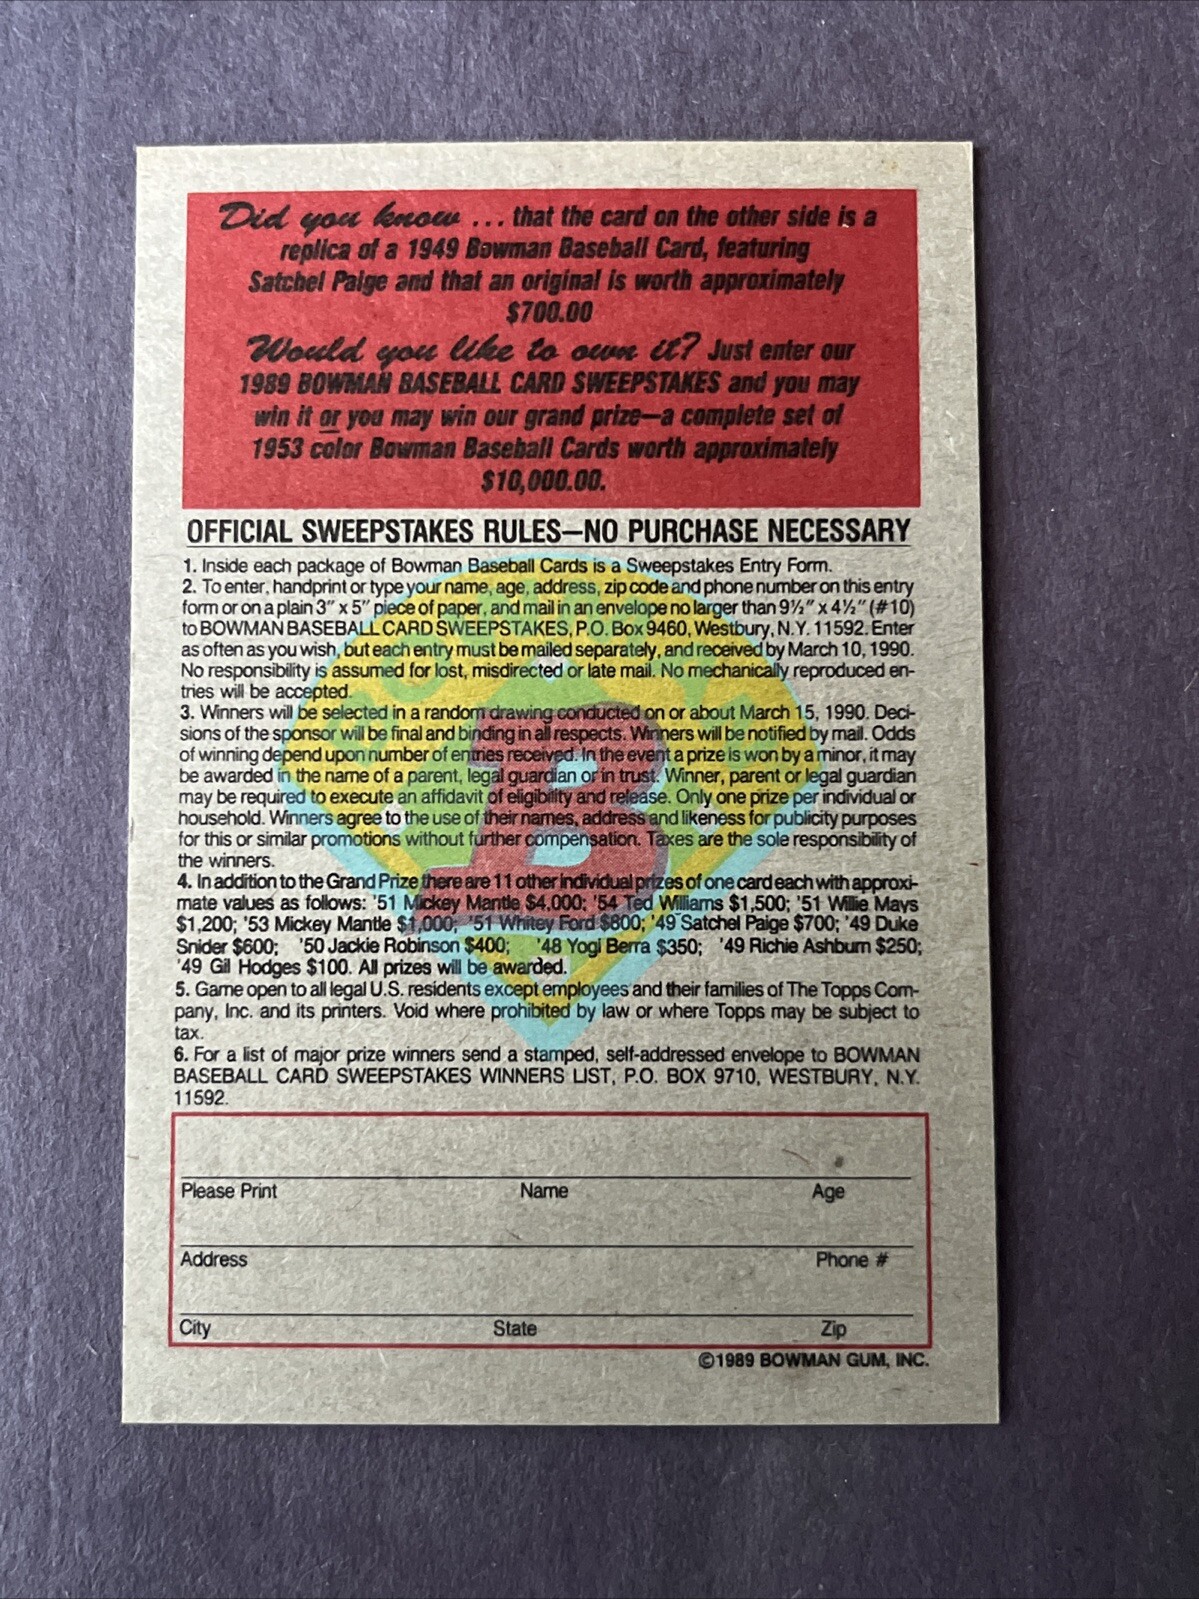 Did you know ... that the card on the other side is a
replica of a 1949 Bowman Baseball Card, featuring
Satchel Paige and that an original is worth approximately
$700.00
Would you like to own it? Just enter our
1989 BOWMAN BASEBALL CARD SWEEPSTAKES and you may
win it or you may win our grand prize—a complete set of
1953 color Bowman Baseball Cards worth approximately
$10,000.00.
OFFICIAL SWEEPSTAKES RULES—NO PURCHASE NECESSARY
1. Inside each package of Bowman Baseball Cards is a Sweepstakes Entry Form.
2. To enter, handprint or type your name, age, address, zip code and phone number on this entry
form or on a plain 3" x 5" piece of paper, and mail in an envelope no larger than 9½" x 4½" (#10)
to BOWMAN BASEBALL CARD SWEEPSTAKES, P.O. Box 9460, Westbury, N.Y. 11592. Enter
as often as you wish, but each entry must be mailed separately, and received by March 10, 1990.
No responsibility is assumed for lost, misdirected or late mail. No mechanically reproduced en-
tries will be accepted.
3. Winners will be selected in a random drawing conducted on or about March 15, 1990. Deci-
sions of the sponsor will be final and binding in all respects. Winners will be notified by mail. Odds
of winning depend upon number of entries received. In the event a prize is won by a minor, it may
be awarded in the name of a parent, legal guardian or in trust. Winner, parent or legal guardian
may be required to execute an affidavit of eligibility and release. Only one prize per individual or
household. Winners agree to the use of their names, address and likeness for publicity purposes
for this or similar promotions without further compensation. Taxes are the sole responsibility of
the winners.
4. In addition to the Grand Prize there are 11 other individual prizes of one card each with approxi-
mate values as follows: '51 Mickey Mantle $4,000; '54 Ted Williams $1,500; '51 Willie Mays
$1,200; '53 Mickey Mantle $1,000; '51 Whitey Ford $800; '49 Satchel Paige $700; '49 Duke
Snider $600; '50 Jackie Robinson $400; '48 Yogi Berra $350; '49 Richie Ashburn $250;
'49 Gil Hodges $100. All prizes will be awarded.
5. Game open to all legal U.S. residents except employees and their families of The Topps Com-
pany, Inc. and its printers. Void where prohibited by law or where Topps may be subject to
tax.
6. For a list of major prize winners send a stamped, self-addressed envelope to BOWMAN
BASEBALL CARD SWEEPSTAKES WINNERS LIST, P.O. BOX 9710, WESTBURY, N.Y.
11592.
B
Please Print Name Age
Address Phone #
City State Zip
©1989 BOWMAN GUM, INC.